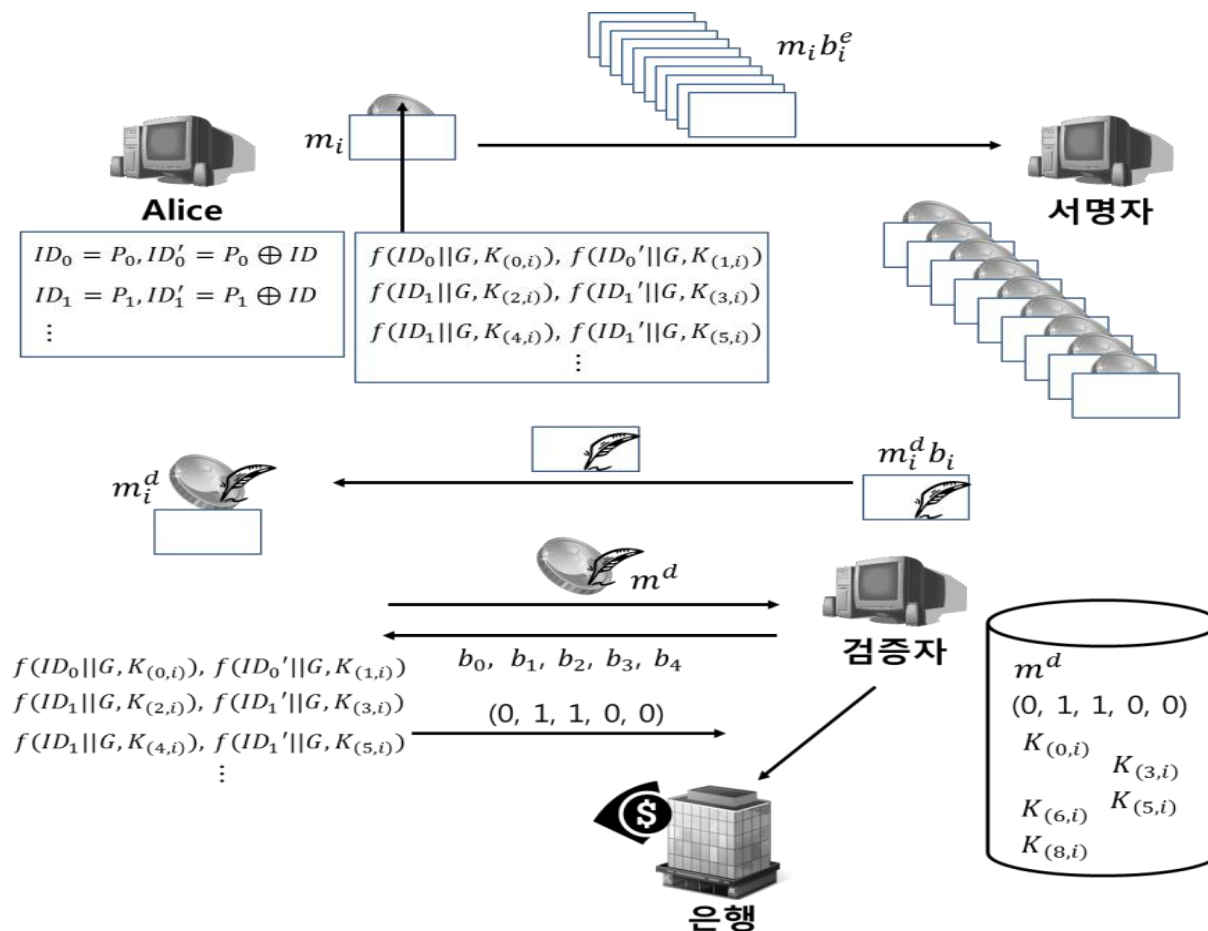 m_i b_i^e
m_i
Alice
서명자
ID_0 = P_0, ID_0' = P_0 ⊕ ID
ID_1 = P_1, ID_1' = P_1 ⊕ ID
⋮
f(ID_0||G, K_(0,i)), f(ID_0'||G, K_(1,i))
f(ID_1||G, K_(2,i)), f(ID_1'||G, K_(3,i))
f(ID_1||G, K_(4,i)), f(ID_1'||G, K_(5,i))
⋮
m_i^d
m_i^d b_i
m^d
검증자
b_0, b_1, b_2, b_3, b_4
f(ID_0||G, K_(0,i)), f(ID_0'||G, K_(1,i))
f(ID_1||G, K_(2,i)), f(ID_1'||G, K_(3,i))
f(ID_1||G, K_(4,i)), f(ID_1'||G, K_(5,i))
⋮
(0, 1, 1, 0, 0)
m^d
(0, 1, 1, 0, 0)
K_(0,i)
K_(3,i)
K_(6,i) K_(5,i)
K_(8,i)
$
은행